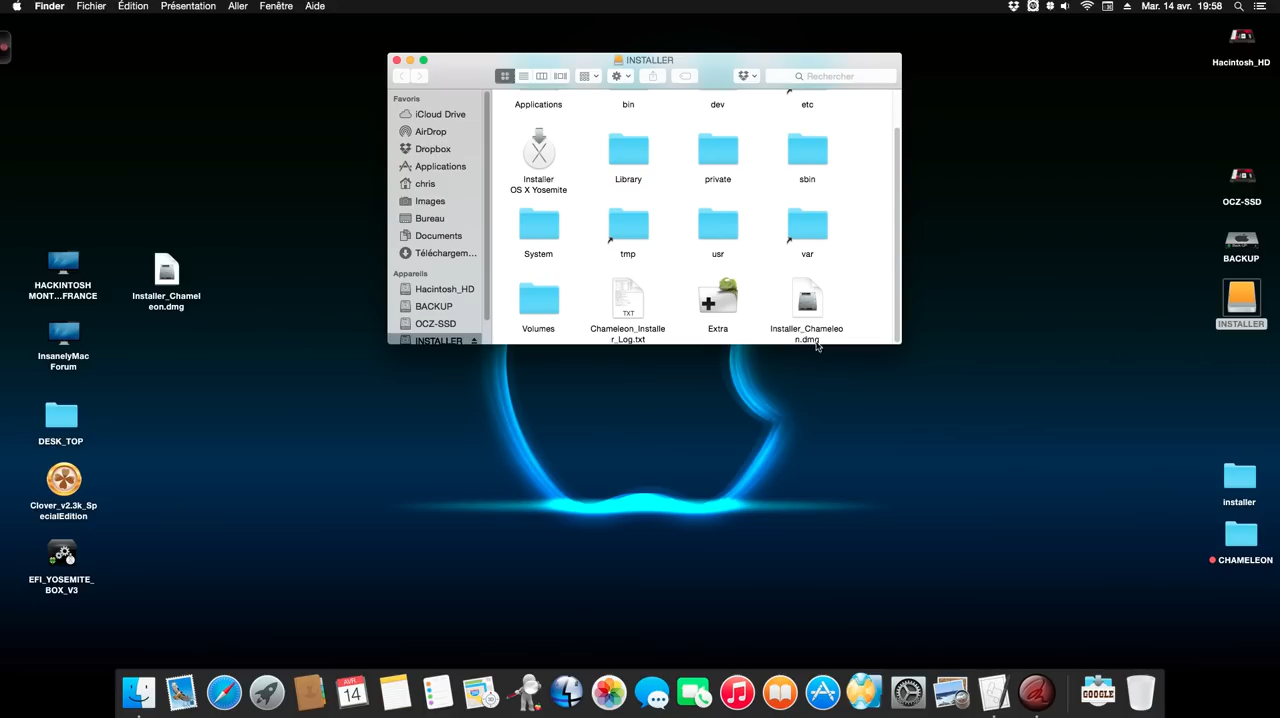 Finder Fichier Édition Présentation Aller Fenêtre Aide
Mar. 14 avr. 19:58
INSTALLER
Rechercher
Favoris
iCloud Drive
AirDrop
Dropbox
Applications
chris
Images
Bureau
Documents
Téléchargem...
Appareils
Hacintosh_HD
BACKUP
OCZ-SSD
INSTALLER
Applications bin dev etc
Installer
OS X Yosemite
Library private sbin
System tmp usr var
TXT
Volumes
Chameleon_Installe
r_Log.txt
Extra
Installer_Chameleo
n.dmg
HACKINTOSH
MONT...FRANCE
Installer_Chamel
eon.dmg
InsanelyMac
Forum
DESK_TOP
Clover_v2.3k_Sp
ecialEdition
EFI_YOSEMITE_
BOX_V3
Hacintosh_HD
OCZ-SSD
BACKUP
INSTALLER
installer
CHAMELEON
AVR
14
GOOGLE